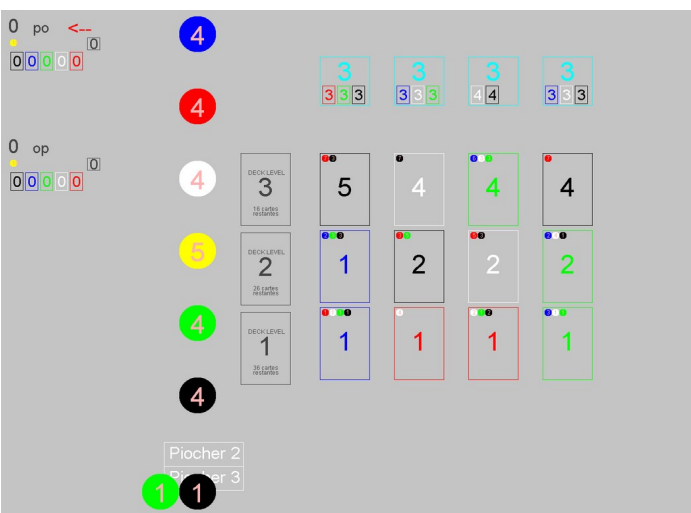 0 po <--
0
0 0 0 0 0
0 op
0
0 0 0 0 0
4
4
4
5
4
4
3 3 3 3
3 3 3 3 3 3 4 4 3 3 3
DECK LEVEL
3
16 cartes
restantes
5 4 4 4
DECK LEVEL
2
26 cartes
restantes
1 2 2 2
DECK LEVEL
1
36 cartes
restantes
1 1 1 1
Piocher 2
Piocher 3
1 1